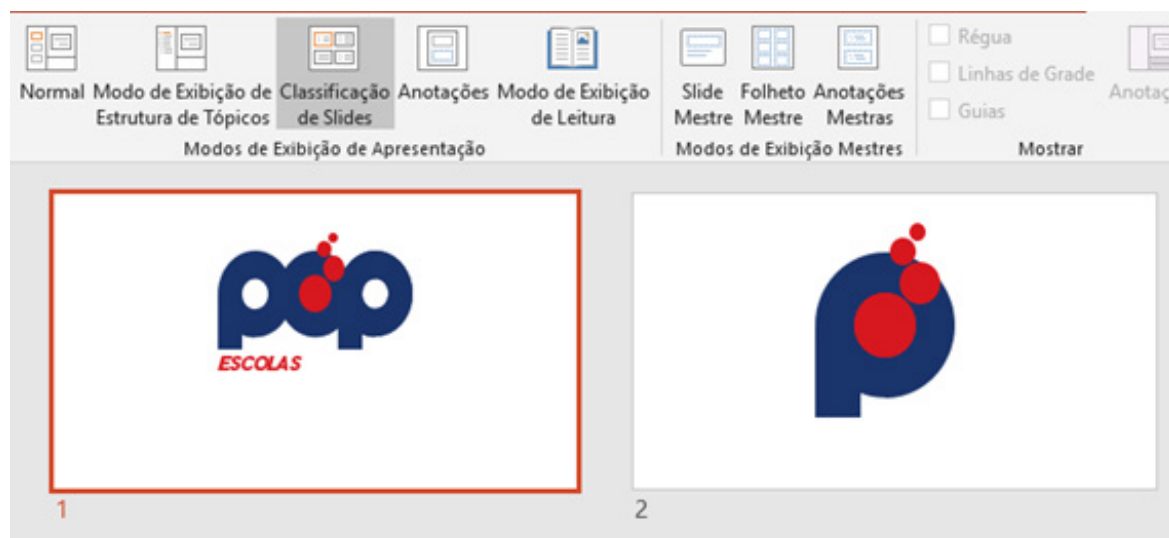 Normal Modo de Exibição de Classificação Anotações Modo de Exibição Slide Folheto Anotações Régua
Estrutura de Tópicos de Slides de Leitura Mestre Mestre Mestras Linhas de Grade
Guias
Modos de Exibição de Apresentação Modos de Exibição Mestres Mostrar
pop
ESCOLAS
p
1 2